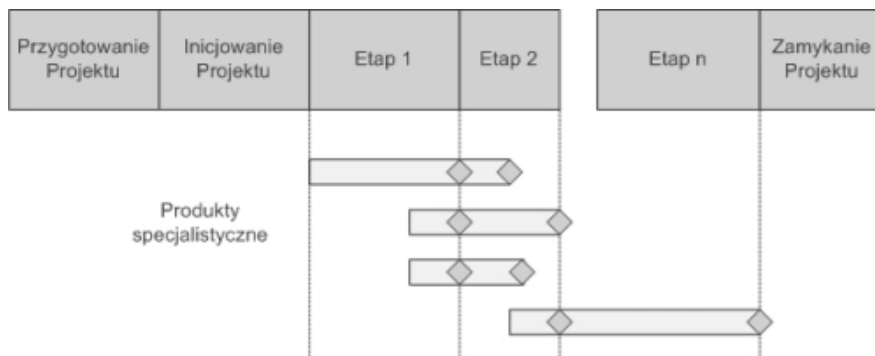 Przygotowanie
Projektu
Inicjowanie
Projektu
Etap 1
Etap 2
Etap n
Zamykanie
Projektu
Produkty
specjalistyczne